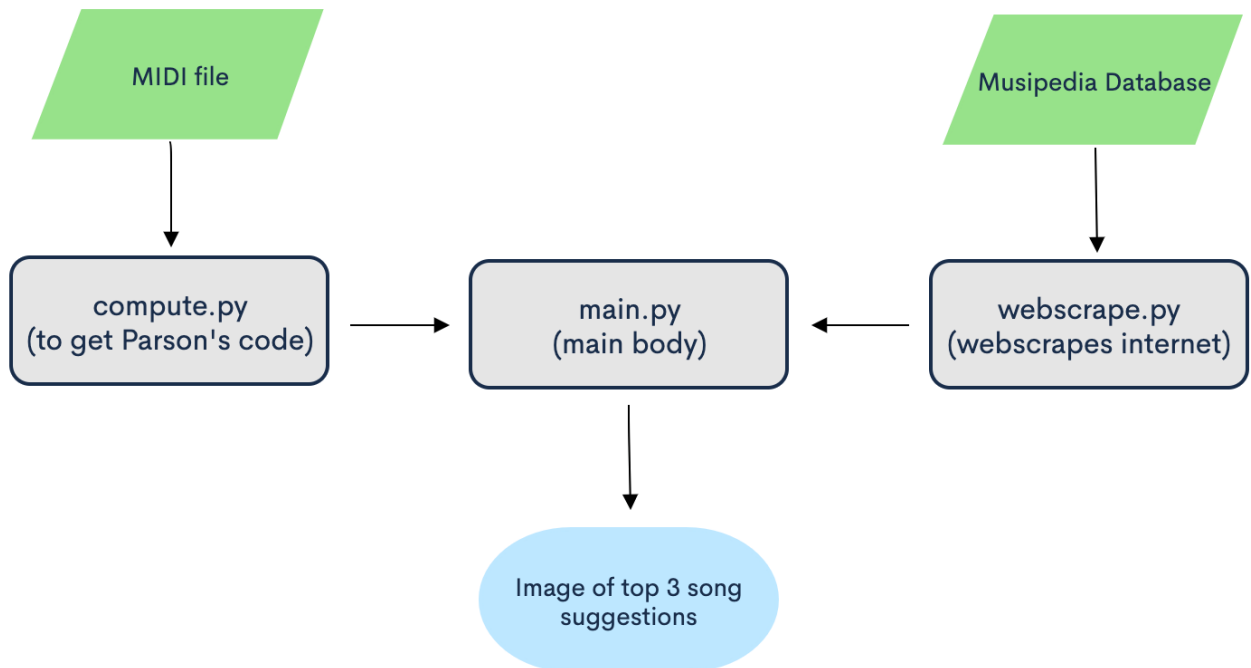 MIDI file
Musipedia Database
compute.py
(to get Parson's code)
main.py
(main body)
webscrape.py
(webscrapes internet)
Image of top 3 song
suggestions